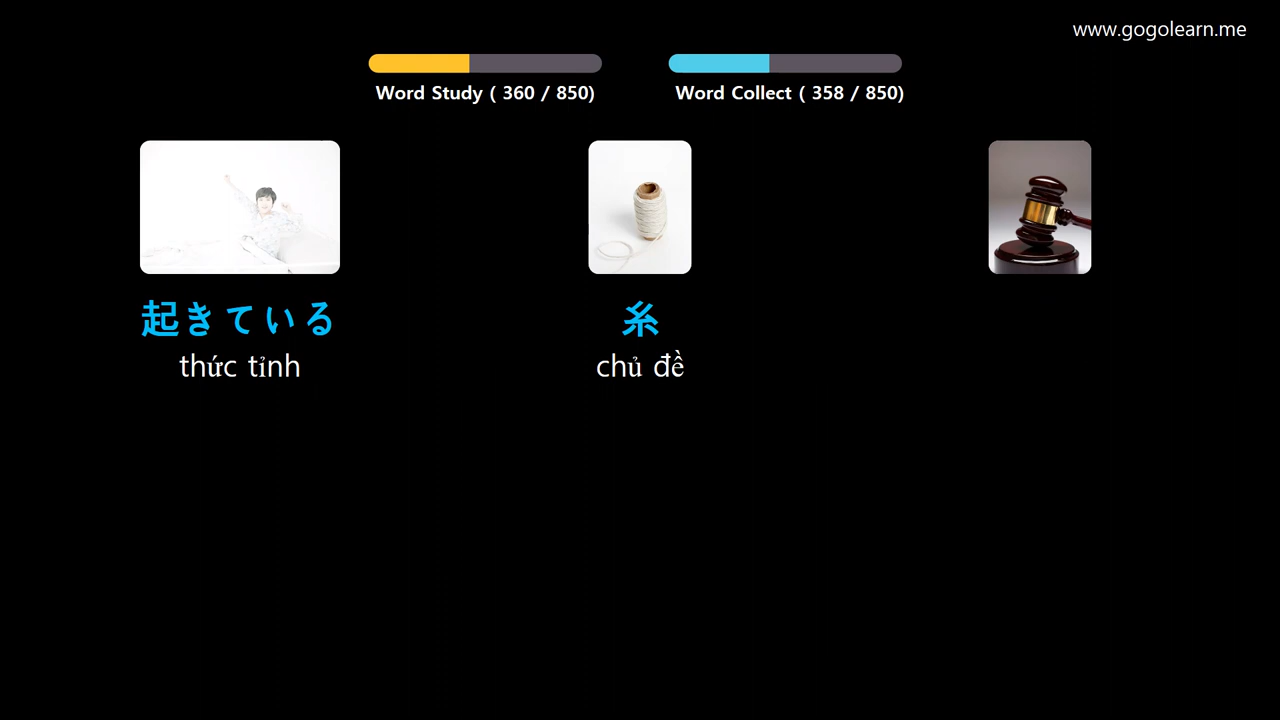 www.gogolearn.me
Word Study ( 360 / 850)
Word Collect ( 358 / 850)
起きている
thức tỉnh
糸
chủ đề